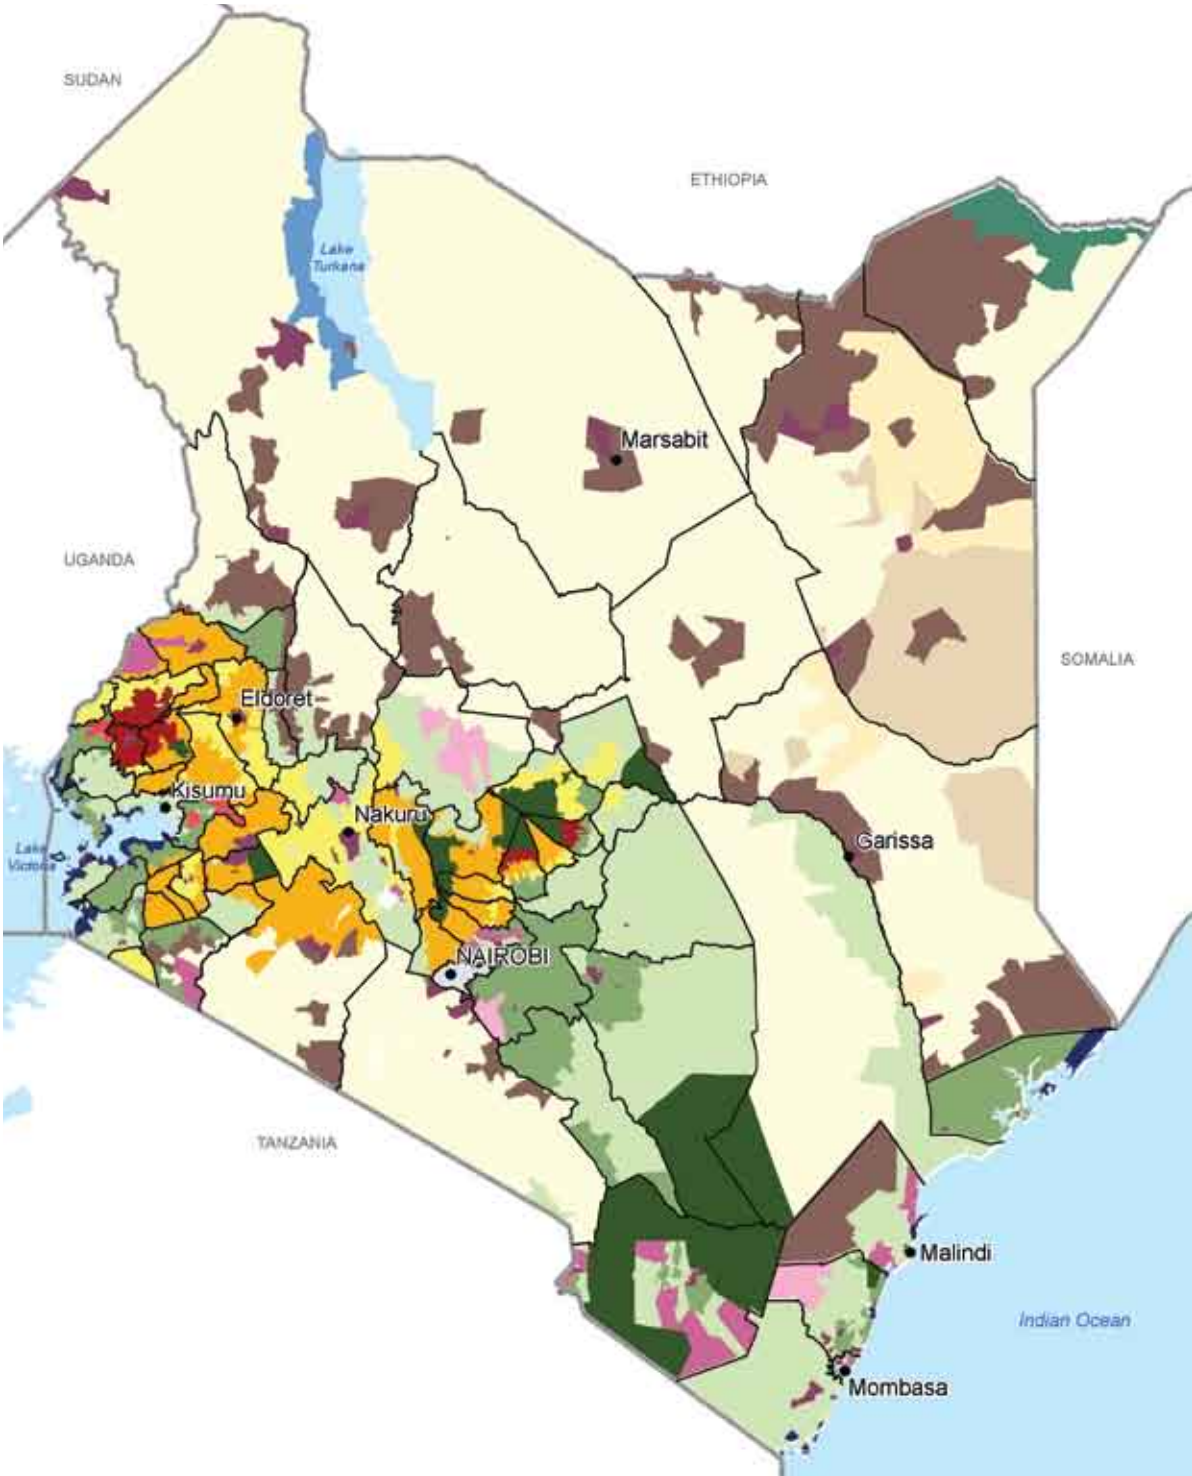 SUDAN
ETHIOPIA
Lake
Turkana
Marsabit
UGANDA
SOMALIA
Eldoret
Kisumu
Nakuru
Garissa
Lake
Victoria
NAIROBI
TANZANIA
Malindi
Indian Ocean
Mombasa